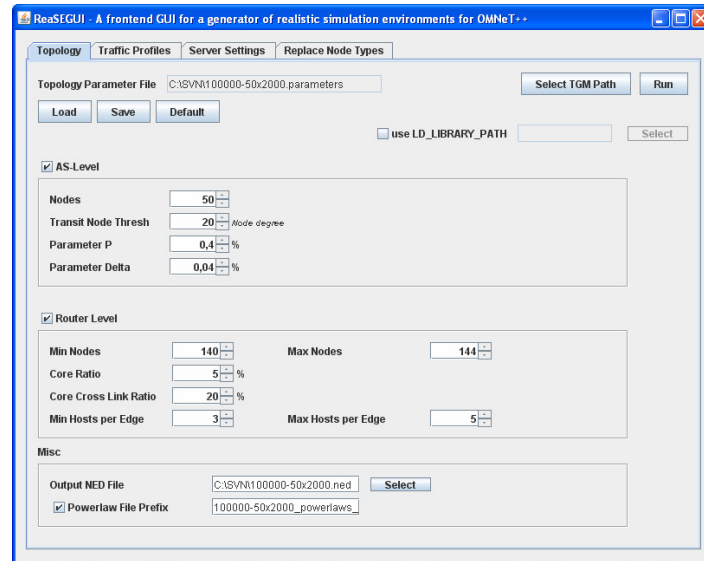 ReaSEGUI - A frontend GUI for a generator of realistic simulation environments for OMNeT++
Topology Traffic Profiles Server Settings Replace Node Types
Topology Parameter File C:\SVN\100000-50x2000.parameters Select TGM Path Run
Load Save Default
use LD_LIBRARY_PATH Select
AS-Level
Nodes 50
Transit Node Thresh 20 Node degree
Parameter P 0,4 %
Parameter Delta 0,04 %
Router Level
Min Nodes 140 Max Nodes 144
Core Ratio 5 %
Core Cross Link Ratio 20 %
Min Hosts per Edge 3 Max Hosts per Edge 5
Misc
Output NED File C:\SVN\100000-50x2000.ned Select
Powerlaw File Prefix 100000-50x2000_powerlaws_